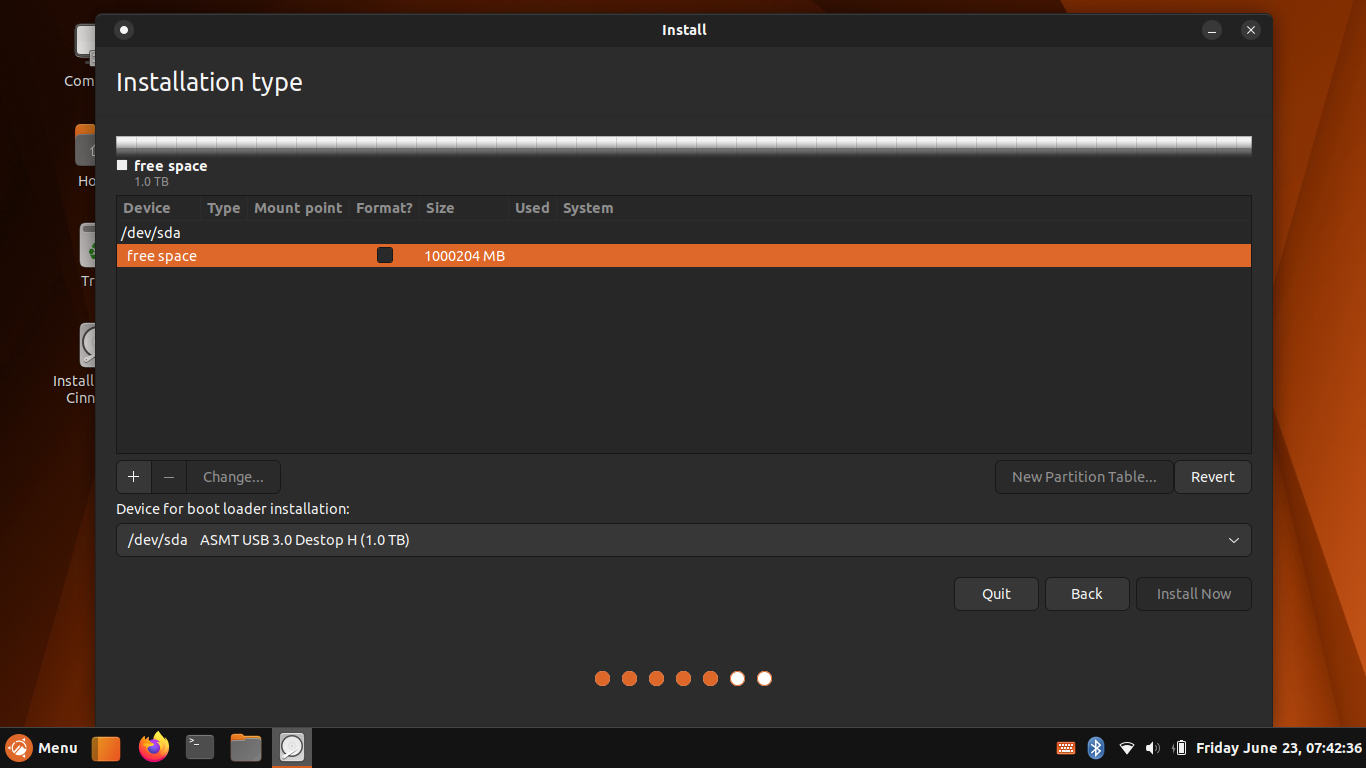 Install
Installation type
free space
1.0 TB
Device Type Mount point Format? Size Used System
/dev/sda
free space 1000204 MB
+ − Change... New Partition Table... Revert
Device for boot loader installation:
/dev/sda ASMT USB 3.0 Destop H (1.0 TB)
Quit Back Install Now
Com
Ho
Tr
Install
Cinn
Menu Friday June 23, 07:42:36